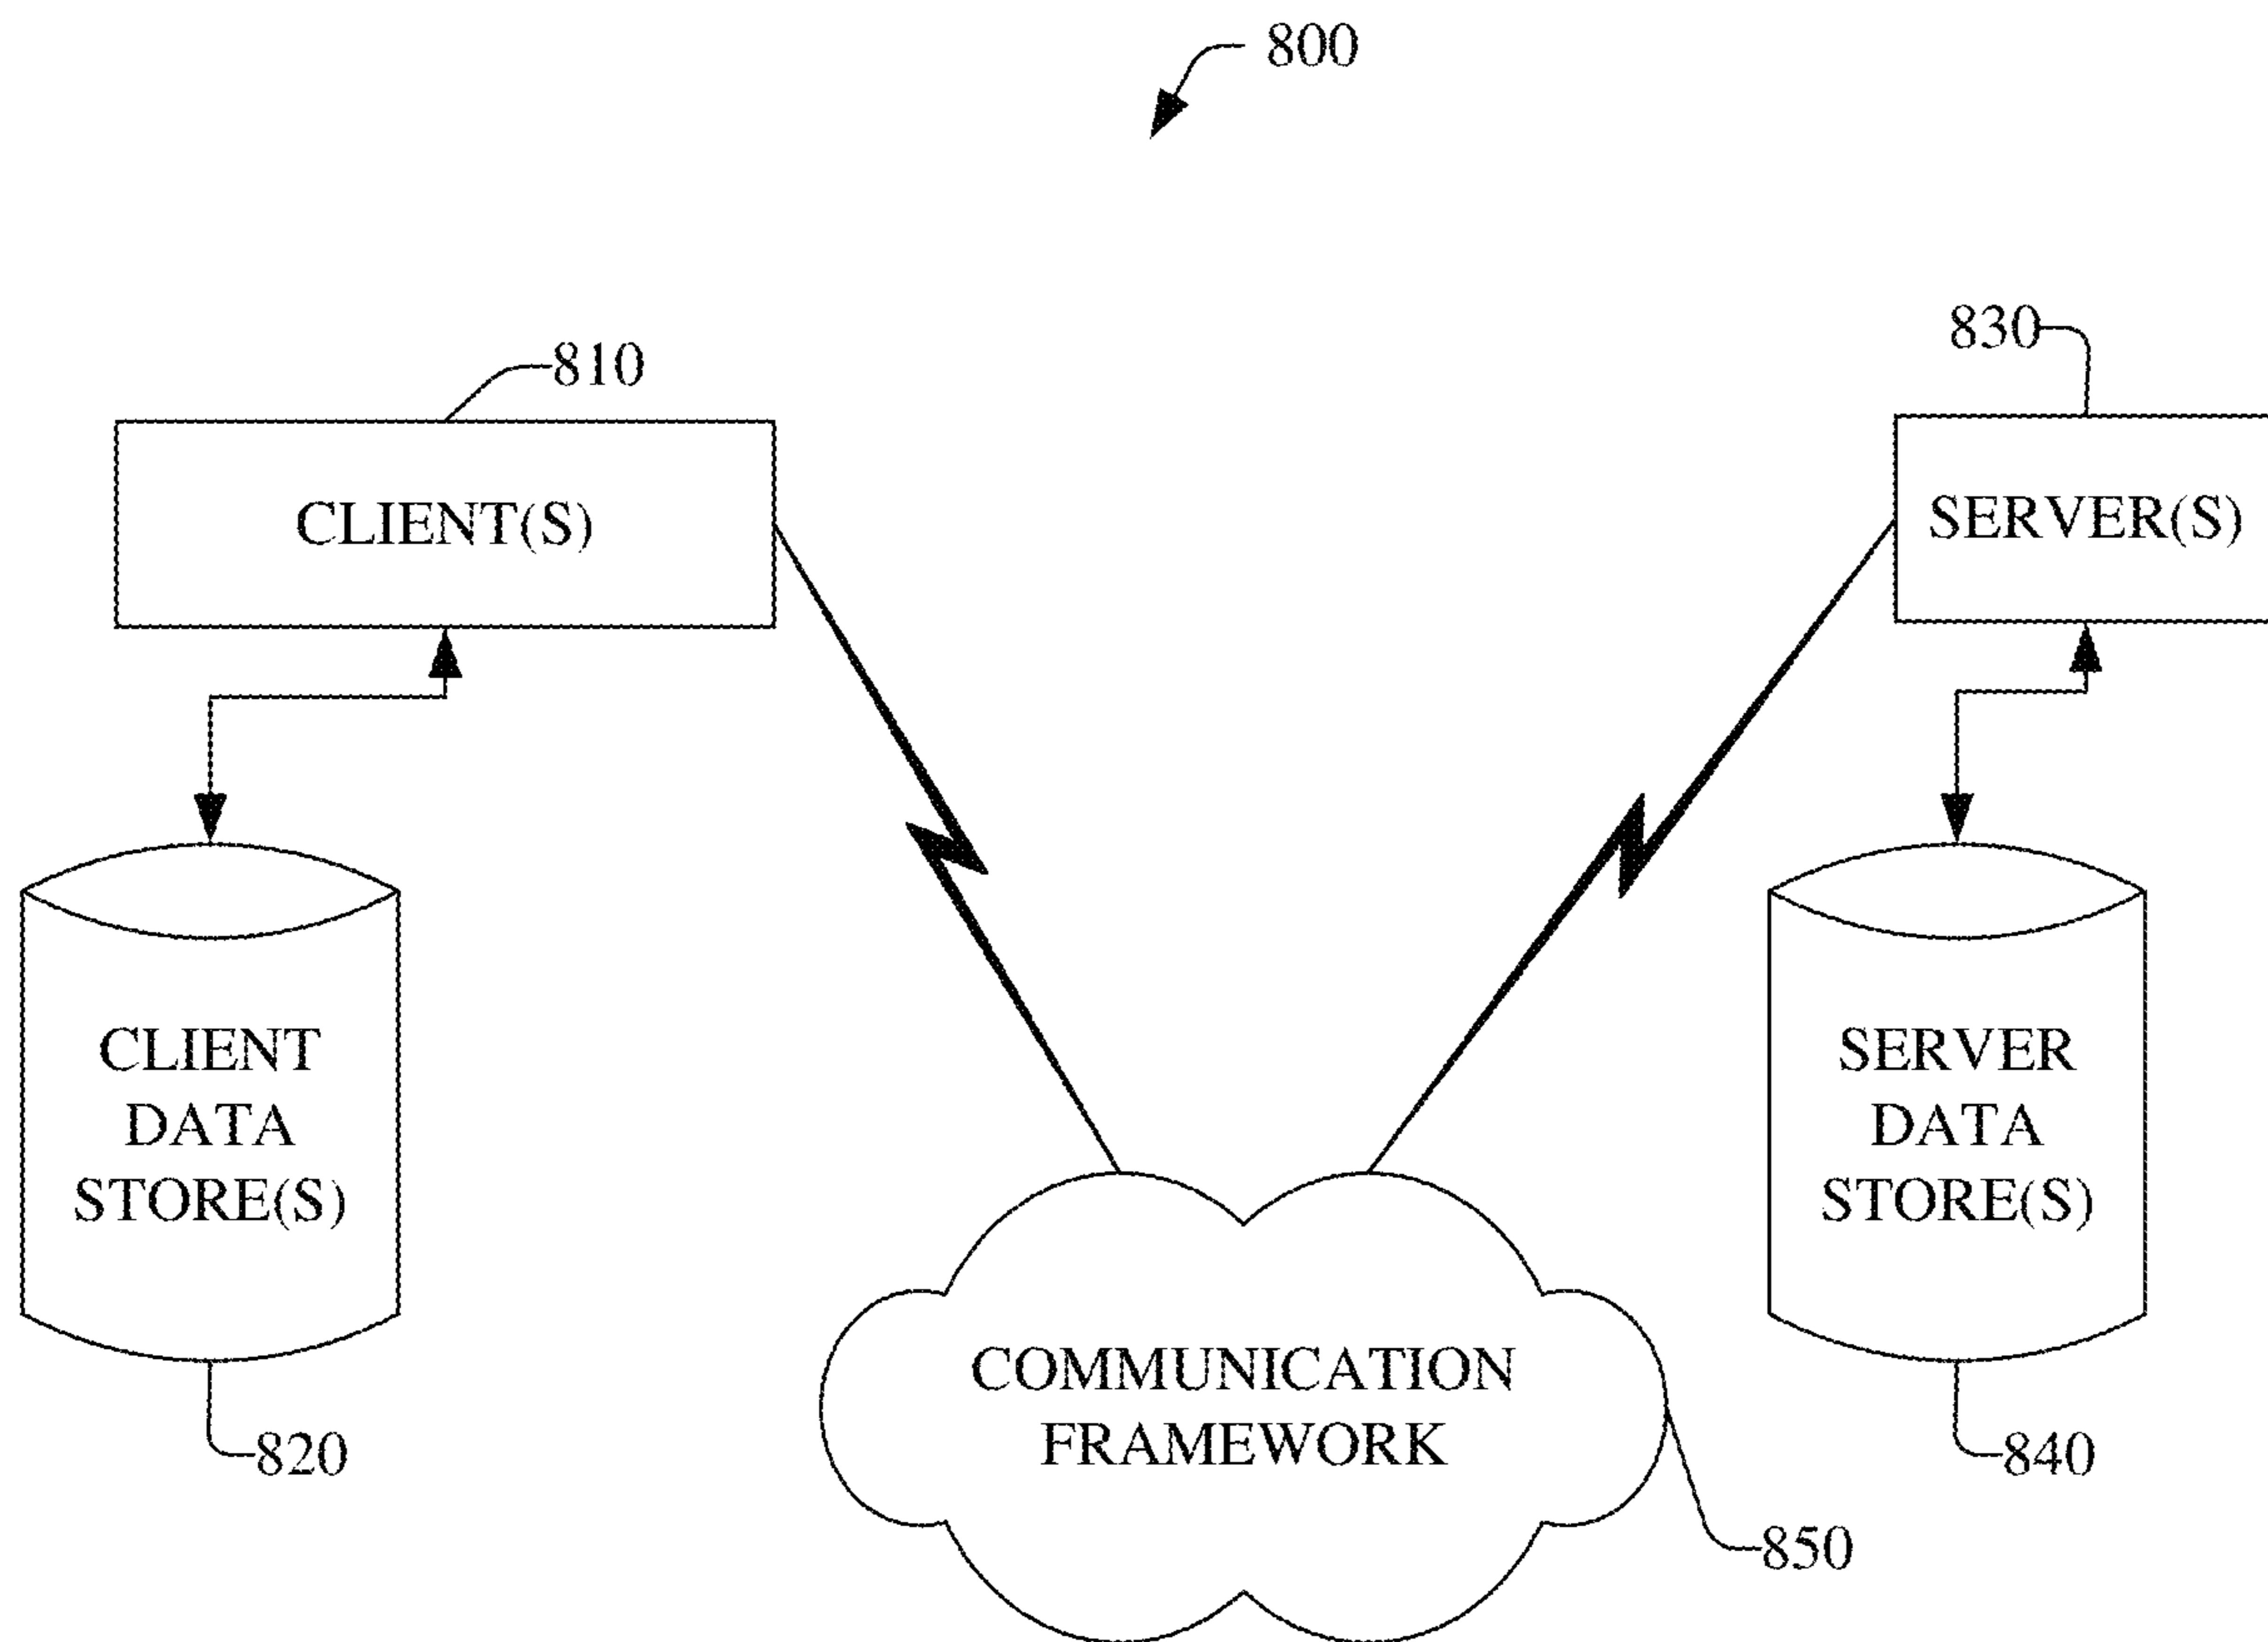 800
810
830
CLIENT(S)
SERVER(S)
CLIENT
DATA
STORE(S)
SERVER
DATA
STORE(S)
COMMUNICATION
FRAMEWORK
820
840
850